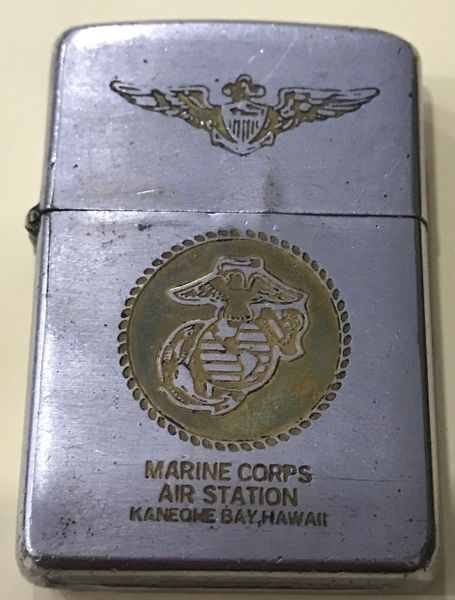 MARINE CORPS
AIR STATION
KANEOHE BAY, HAWAII